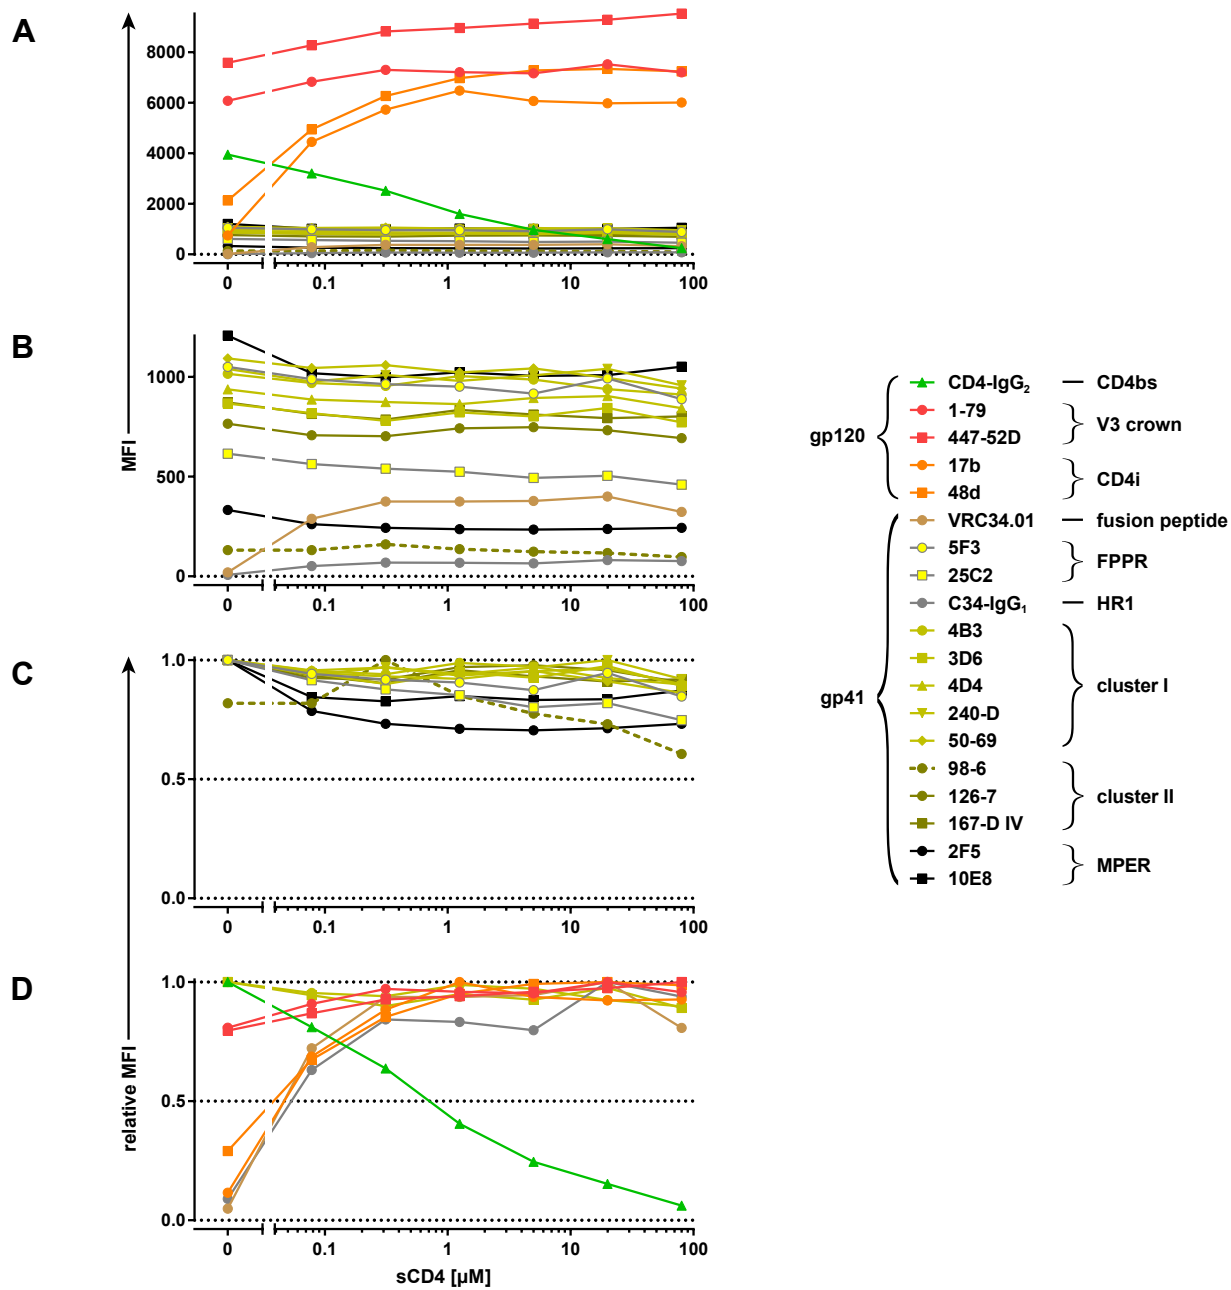 A
8000
6000
4000
2000
0
0 0.1 1 10 100
B
1000
500
0
0 0.1 1 10 100
MFI
C
1.0
0.5
0.0
0 0.1 1 10 100
D
1.0
0.5
0.0
0 0.1 1 10 100
relative MFI
sCD4 [µM]
gp120
CD4-IgG₂ CD4bs
1-79
447-52D
V3 crown
17b
48d
CD4i
gp41
VRC34.01 fusion peptide
5F3
25C2
FPPR
C34-IgG₁ HR1
4B3
3D6
4D4
240-D
50-69
cluster I
98-6
126-7
167-D IV
cluster II
2F5
10E8
MPER